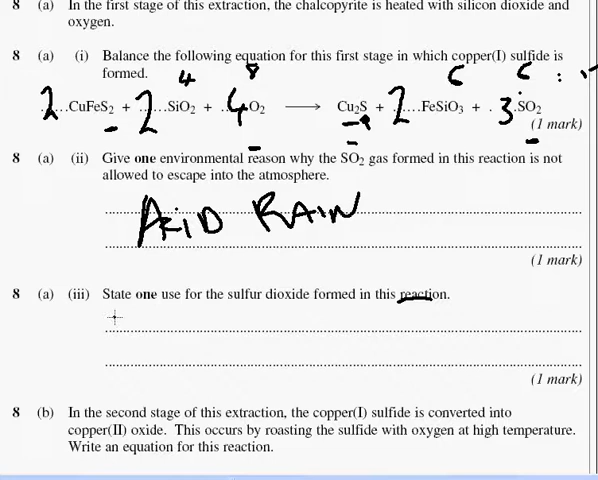 8 (a) In the first stage of this extraction, the chalcopyrite is heated with silicon dioxide and
oxygen.
8 (a) (i) Balance the following equation for this first stage in which copper(I) sulfide is
formed.
4 8 6 6 :
2...CuFeS₂ + 2...SiO₂ + 4...O₂ ⟶ Cu₂S + 2...FeSiO₃ + 3...SO₂
(1 mark)
8 (a) (ii) Give one environmental reason why the SO₂ gas formed in this reaction is not
allowed to escape into the atmosphere.
ACiD RAiN
(1 mark)
8 (a) (iii) State one use for the sulfur dioxide formed in this reaction.
(1 mark)
8 (b) In the second stage of this extraction, the copper(I) sulfide is converted into
copper(II) oxide. This occurs by roasting the sulfide with oxygen at high temperature.
Write an equation for this reaction.